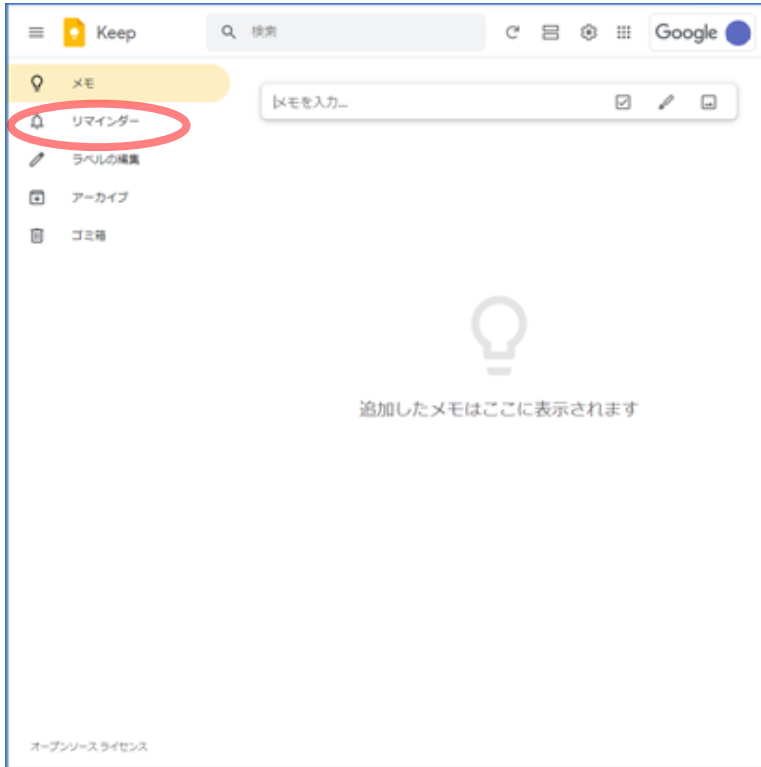 Keep
検索
Google
メモ
メモを入力...
リマインダー
ラベルの編集
アーカイブ
ゴミ箱
追加したメモはここに表示されます
オープンソース ライセンス